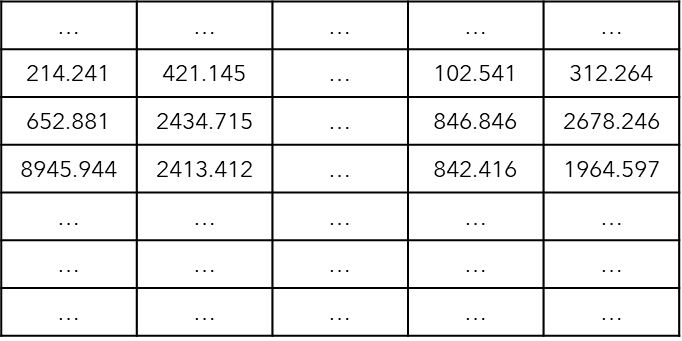 … … … … …
214.241 421.145 … 102.541 312.264
652.881 2434.715 … 846.846 2678.246
8945.944 2413.412 … 842.416 1964.597
… … … … …
… … … … …
… … … … …